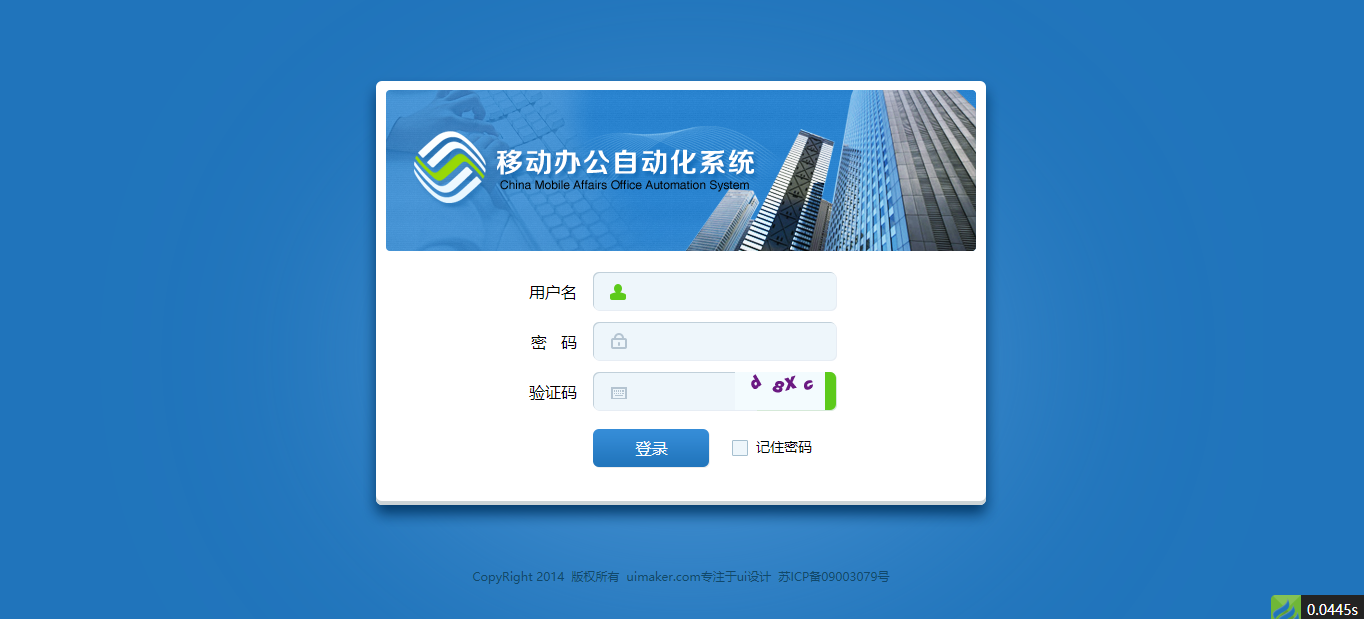 移动办公自动化系统
China Mobile Affairs Office Automation System
用户名
密 码
验证码
d8Xc
登录 记住密码
CopyRight 2014 版权所有 uimaker.com专注于ui设计 苏ICP备09003079号
0.0445s